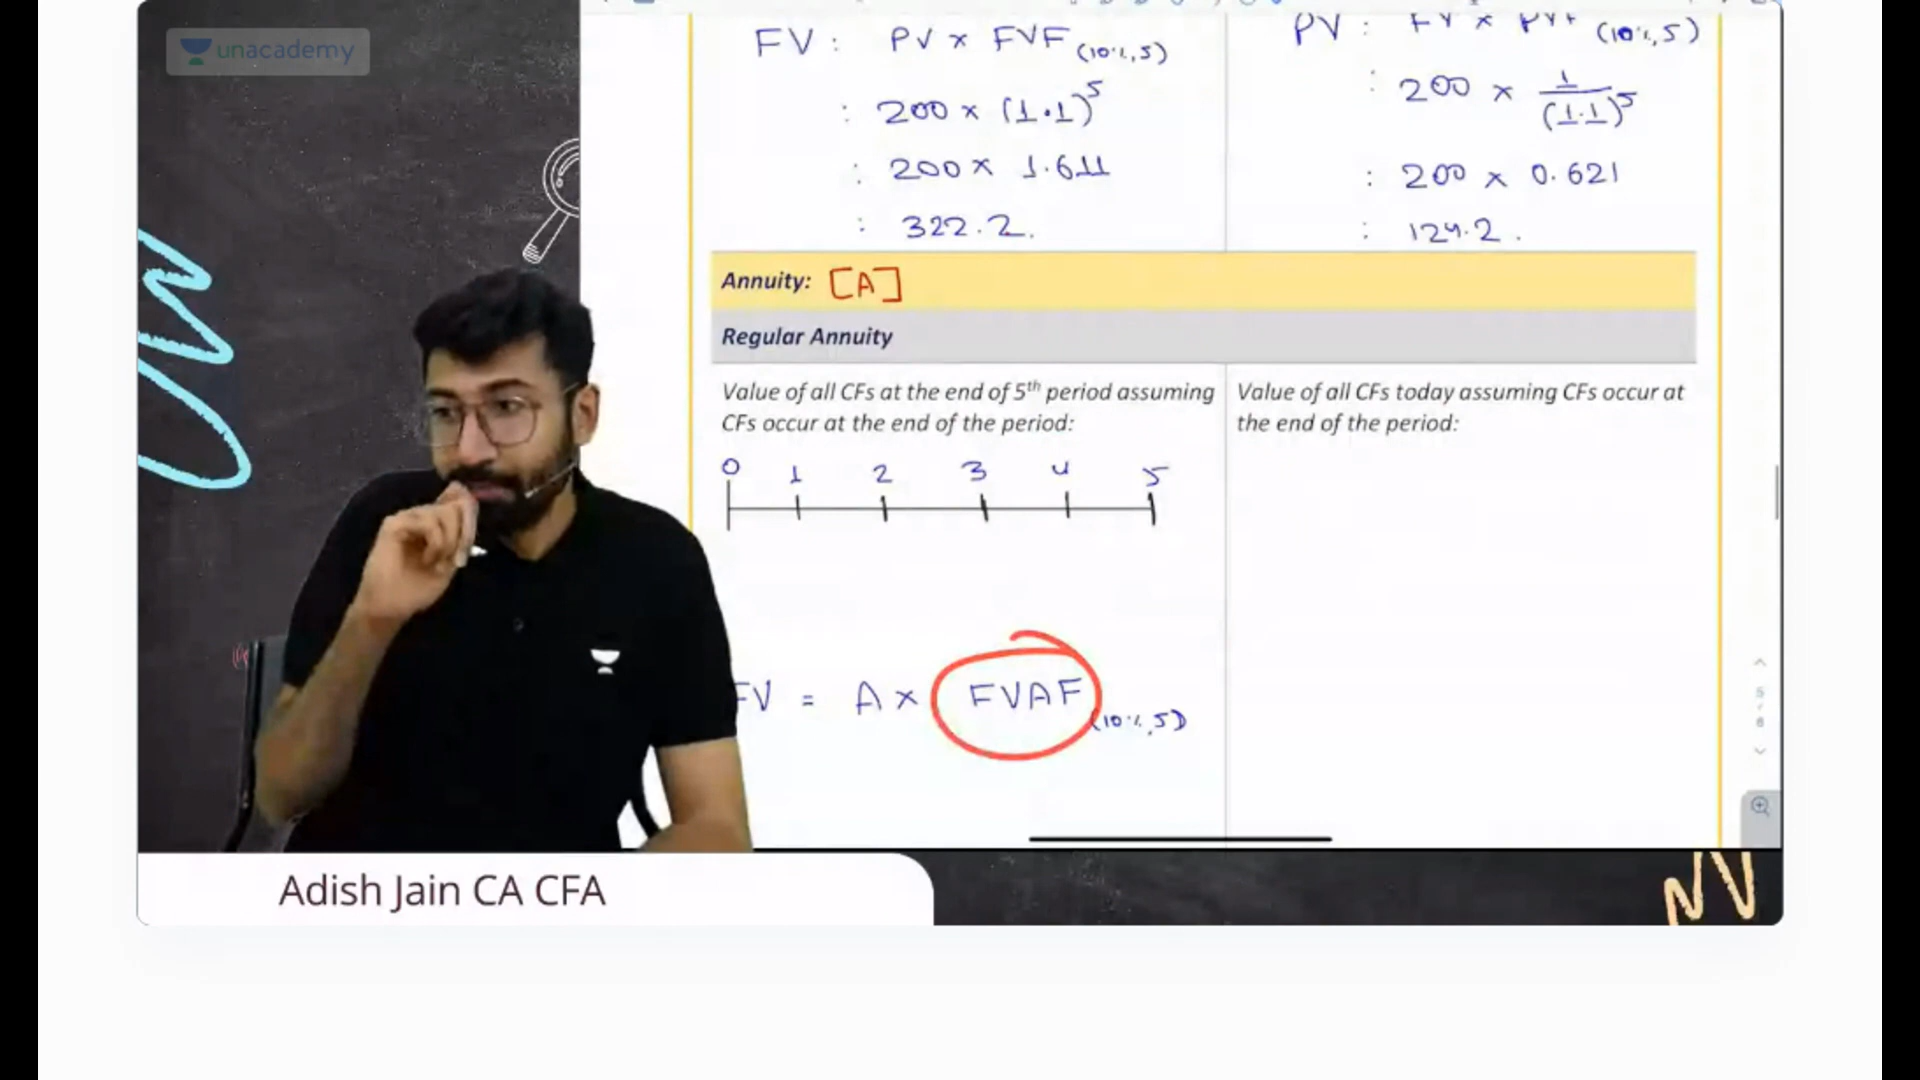 unacademy
FV : PV x FVF (10%, 5)
: 200 x (1.1)^5
: 200 x 1.611
: 322.2.
PV : FV x PVF (10%, 5)
: 200 x 1/(1.1)^5
: 200 x 0.621
: 124.2.
Annuity: [A]
Regular Annuity
Value of all CFs at the end of 5th period assuming
CFs occur at the end of the period:
0 1 2 3 4 5
FV = A x FVAF (10%, 5)
Value of all CFs today assuming CFs occur at
the end of the period:
Adish Jain CA CFA